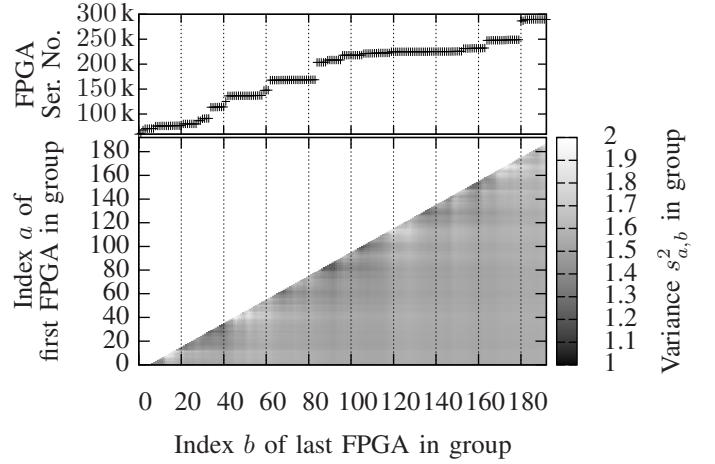 FPGA
Ser. No.
300 k
250 k
200 k
150 k
100 k
Index a of
first FPGA in group
180
160
140
120
100
80
60
40
20
0
0 20 40 60 80 100 120 140 160 180
Index b of last FPGA in group
2
1.9
1.8
1.7
1.6
1.5
1.4
1.3
1.2
1.1
1
Variance s²a,b in group